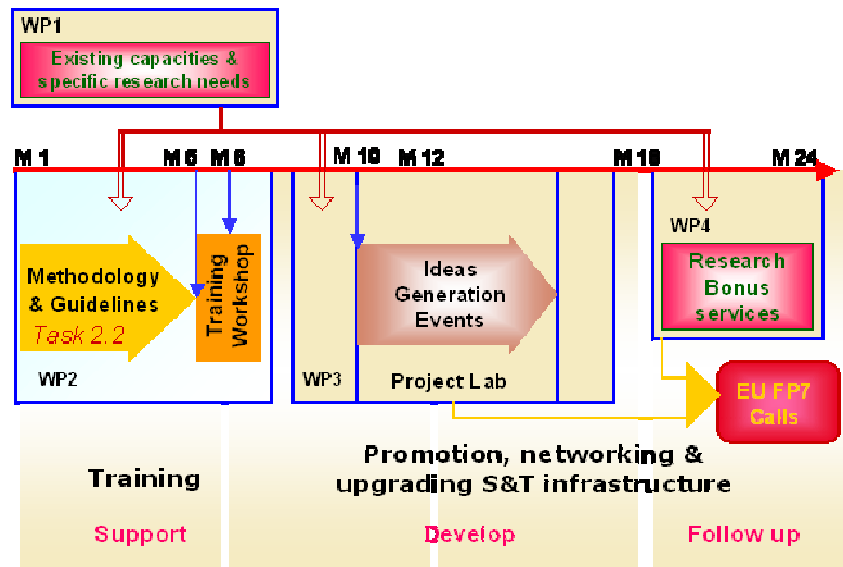 WP1
Existing capacities &
specific research needs
M 1
M 5
M 6
M 10
M 12
M 18
M 24
Methodology
& Guidelines
Task 2.2
WP2
Training
Workshop
Ideas
Generation
Events
WP3
Project Lab
WP4
Research
Bonus
services
EU FP7
Calls
Training
Promotion, networking &
upgrading S&T infrastructure
Support
Develop
Follow up